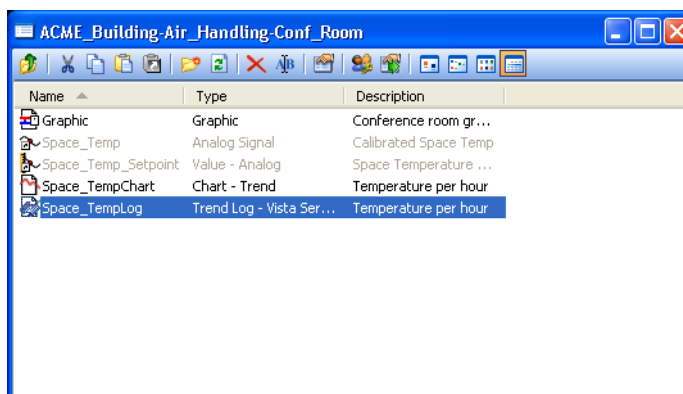 ACME_Building-Air_Handling-Conf_Room
Name Type Description
Graphic Graphic Conference room gr...
Space_Temp Analog Signal Calibrated Space Temp
Space_Temp_Setpoint Value - Analog Space Temperature ...
Space_TempChart Chart - Trend Temperature per hour
Space_TempLog Trend Log - Vista Ser... Temperature per hour